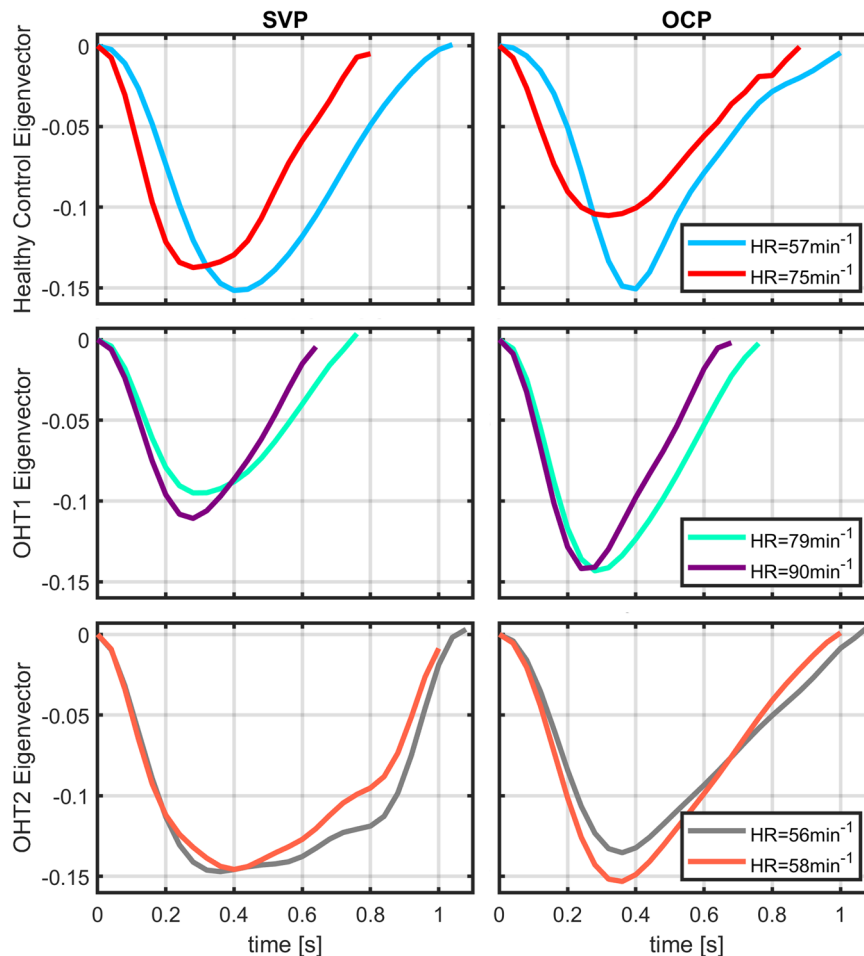 SVP
OCP
Healthy Control Eigenvector
0
-0.05
-0.1
-0.15
HR=57min⁻¹
HR=75min⁻¹
OHT1 Eigenvector
0
-0.05
-0.1
-0.15
HR=79min⁻¹
HR=90min⁻¹
OHT2 Eigenvector
0
-0.05
-0.1
-0.15
HR=56min⁻¹
HR=58min⁻¹
0 0.2 0.4 0.6 0.8 1
0 0.2 0.4 0.6 0.8 1
time [s]
time [s]